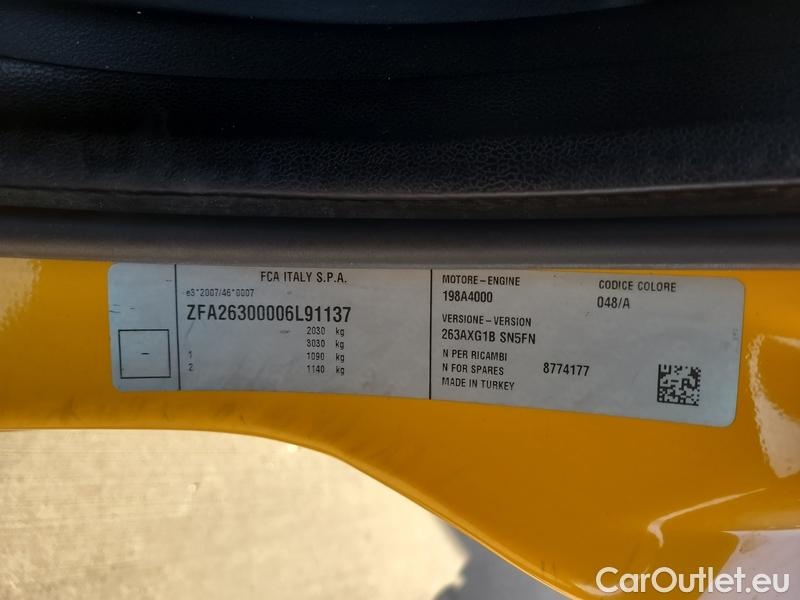 FCA ITALY S.P.A.
e3*2007/46*0007
ZFA26300006L91137
2030 kg
3030 kg
1 1090 kg
2 1140 kg
-
MOTORE-ENGINE
198A4000
VERSIONE-VERSION
263AXG1B SN5FN
N PER RICAMBI
N FOR SPARES 8774177
MADE IN TURKEY
CODICE COLORE
048/A
CarOutlet.eu